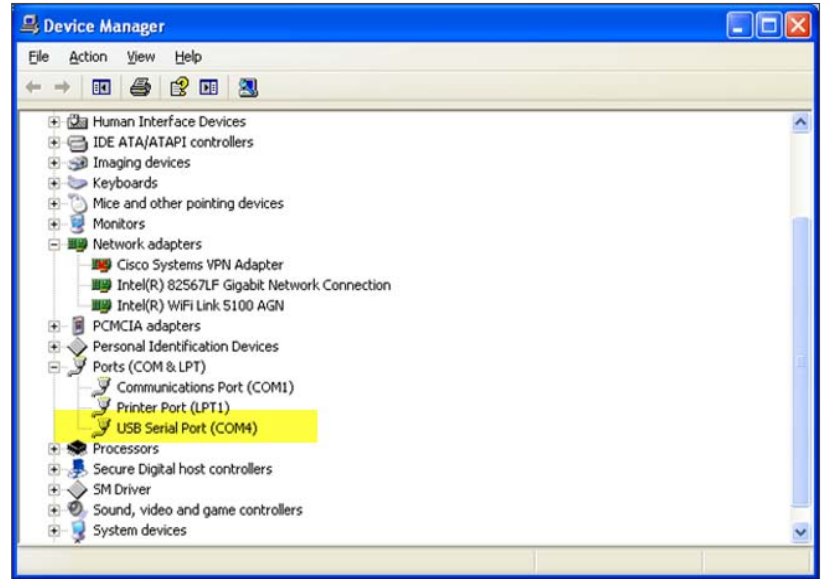 Device Manager
File Action View Help
Human Interface Devices
IDE ATA/ATAPI controllers
Imaging devices
Keyboards
Mice and other pointing devices
Monitors
Network adapters
Cisco Systems VPN Adapter
Intel(R) 82567LF Gigabit Network Connection
Intel(R) WiFi Link 5100 AGN
PCMCIA adapters
Personal Identification Devices
Ports (COM & LPT)
Communications Port (COM1)
Printer Port (LPT1)
USB Serial Port (COM4)
Processors
Secure Digital host controllers
SM Driver
Sound, video and game controllers
System devices